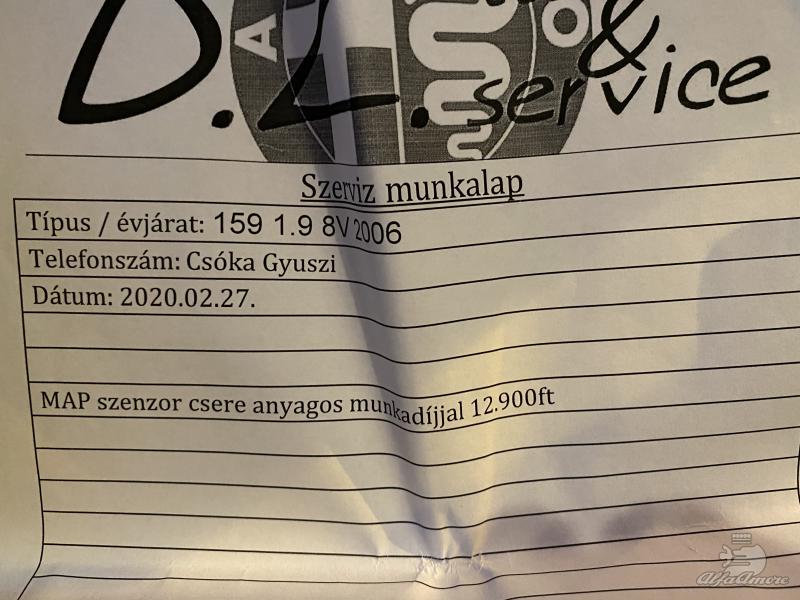 A O
D.L. & service
Szerviz munkalap
Típus / évjárat: 159 1.9 8V 2006
Telefonszám: Csóka Gyuszi
Dátum: 2020.02.27.
MAP szenzor csere anyagos munkadíjjal 12.900ft
AlfaAmore